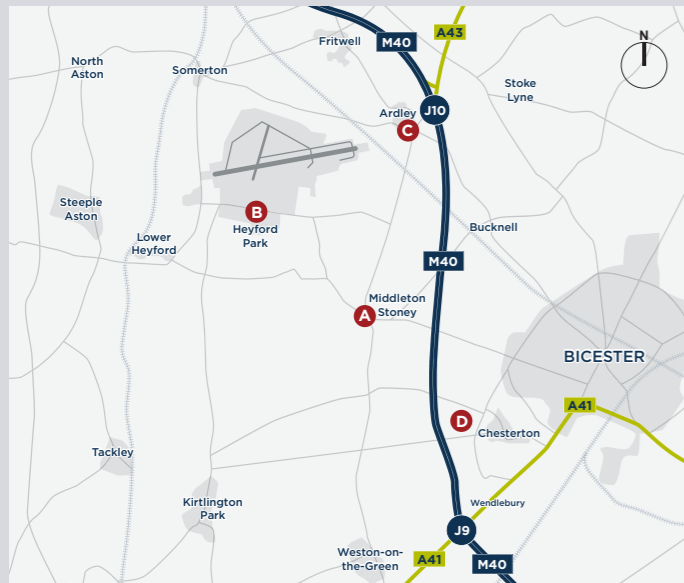 A43
Fritwell
M40
N
North
Aston
Somerton
Stoke
Lyne
J10
Ardley
C
Steeple
Aston
B
Heyford
Park
Lower
Heyford
Bucknell
M40
Middleton
Stoney
A
BICESTER
A41
D
Chesterton
Tackley
Kirtlington
Park
Wendlebury
J9
Weston-on-
the-Green
A41
M40